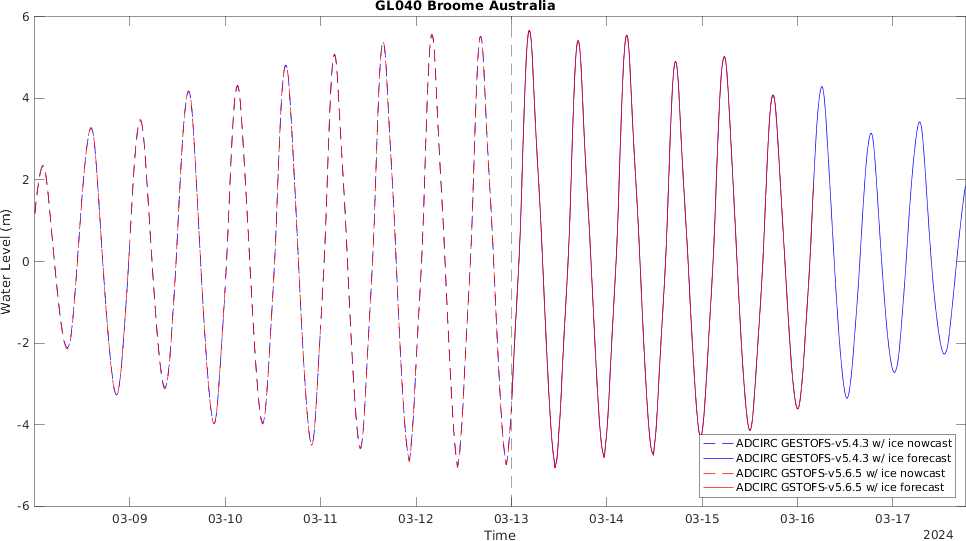 GL040 Broome Australia
6
4
2
0
-2
-4
-6
Water Level (m)
ADCIRC GESTOFS-v5.4.3 w/ ice nowcast
ADCIRC GESTOFS-v5.4.3 w/ ice forecast
ADCIRC GSTOFS-v5.6.5 w/ ice nowcast
ADCIRC GSTOFS-v5.6.5 w/ ice forecast
03-09 03-10 03-11 03-12 03-13 03-14 03-15 03-16 03-17
Time
2024